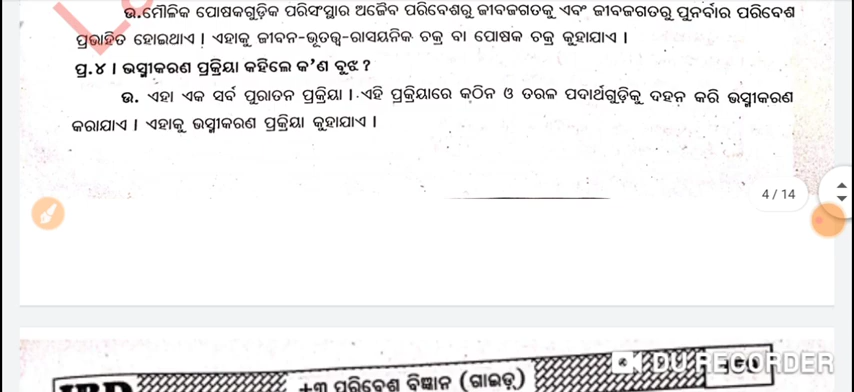 ଉ.ମୌଳିକ ପୋଷକଗୁଡ଼ିକ ପରିସଂସ୍ଥାର ଅଜୈବ ପରିବେଶରୁ ଜୀବଜଗତକୁ ଏବଂ ଜୀବଜଗତରୁ ପୁନର୍ବାର ପରିବେଶ
ପ୍ରଭାହିତ ହୋଇଥାଏ । ଏହାକୁ ଜୀବନ-ଭୂତତ୍ତ୍ୱ-ରାସାୟନିକ ଚକ୍ର ବା ପୋଷକ ଚକ୍ର କୁହାଯାଏ ।
ପ୍ର.୪ । ଭସ୍ମୀକରଣ ପ୍ରକ୍ରିୟା କହିଲେ କ'ଣ ବୁଝ ?
ଉ. ଏହା ଏକ ସର୍ବ ପୁରାତନ ପ୍ରକ୍ରିୟା । ଏହି ପ୍ରକ୍ରିୟାରେ କଠିନ ଓ ତରଳ ପଦାର୍ଥଗୁଡ଼ିକୁ ଦହନ କରି ଭସ୍ମୀକରଣ
କରାଯାଏ । ଏହାକୁ ଭସ୍ମୀକରଣ ପ୍ରକ୍ରିୟା କୁହାଯାଏ ।
4 / 14
+୩ ପରିବେଶ ବିଜ୍ଞାନ (ଗାଇଡ୍)
DU RECORDER